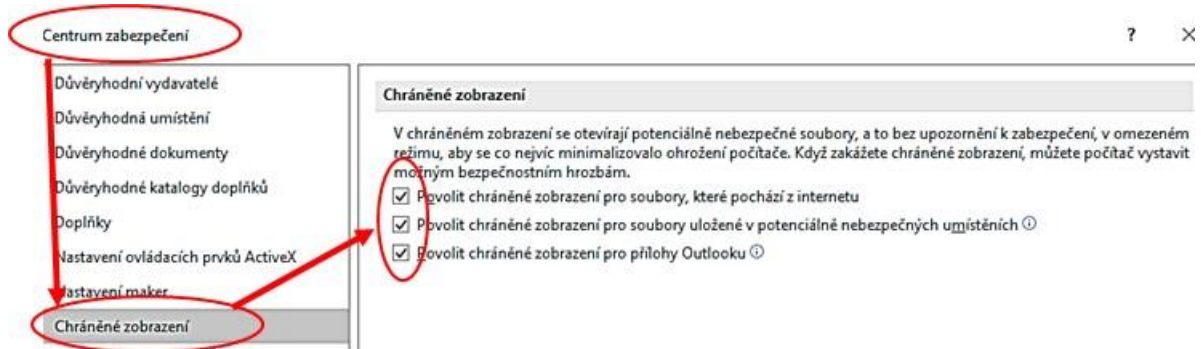 Centrum zabezpečení
?
Důvěryhodní vydavatelé
Důvěryhodná umístění
Důvěryhodné dokumenty
Důvěryhodné katalogy doplňků
Doplňky
Nastavení ovládacích prvků ActiveX
Nastavení maker
Chráněné zobrazení
Chráněné zobrazení
V chráněném zobrazení se otevírají potenciálně nebezpečné soubory, a to bez upozornění k zabezpečení, v omezeném
režimu, aby se co nejvíc minimalizovalo ohrožení počítače. Když zakážete chráněné zobrazení, můžete počítač vystavit
možným bezpečnostním hrozbám.
Povolit chráněné zobrazení pro soubory, které pochází z internetu
Povolit chráněné zobrazení pro soubory uložené v potenciálně nebezpečných umístěních
Povolit chráněné zobrazení pro přílohy Outlooku